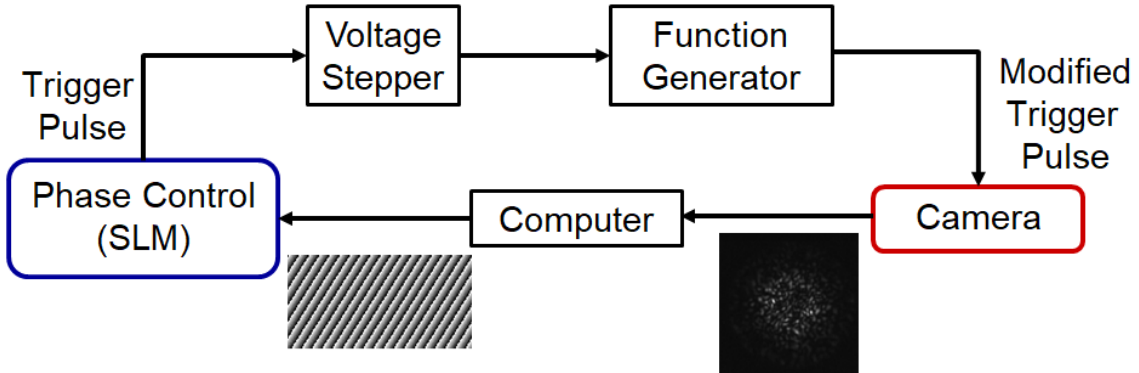 Voltage
Stepper
Function
Generator
Trigger
Pulse
Modified
Trigger
Pulse
Phase Control
(SLM)
Computer
Camera